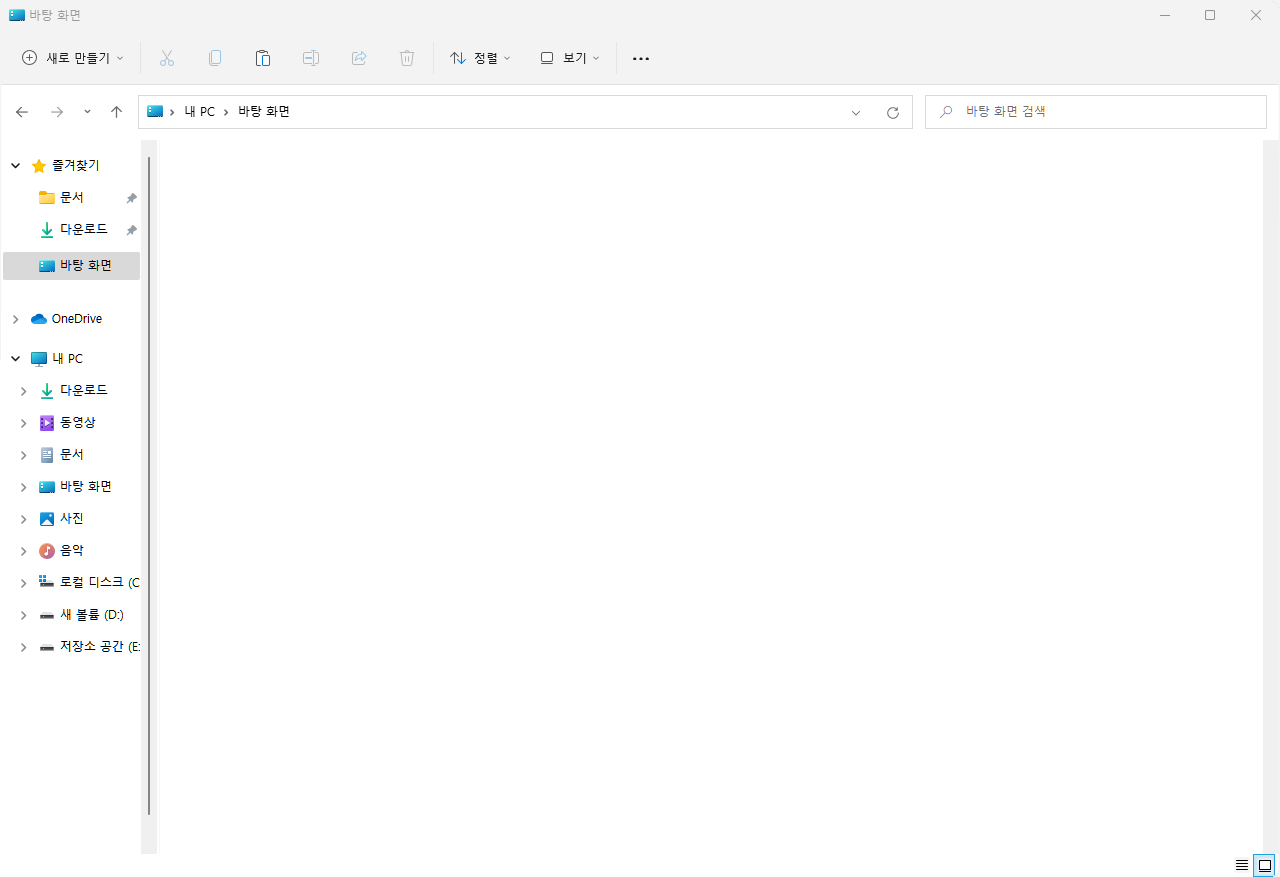 바탕 화면
새로 만들기
정렬
보기
내 PC
바탕 화면
바탕 화면 검색
즐겨찾기
문서
다운로드
바탕 화면
OneDrive
내 PC
다운로드
동영상
문서
바탕 화면
사진
음악
로컬 디스크 (C
새 볼륨 (D:)
저장소 공간 (E: